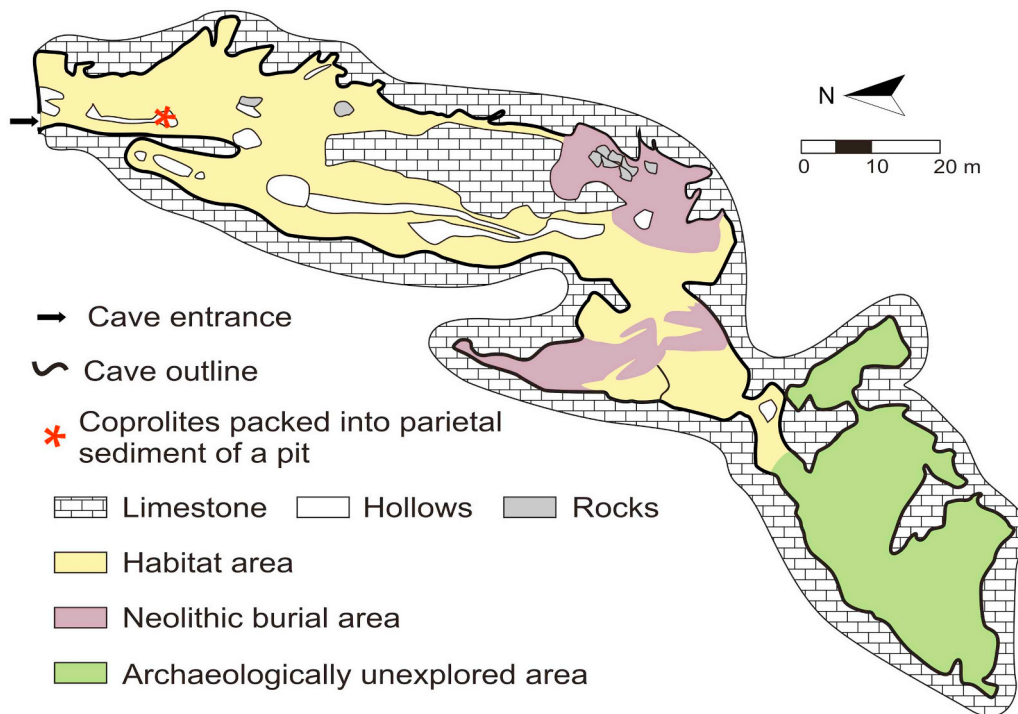 N
0 10 20 m
Cave entrance
Cave outline
Coprolites packed into parietal
sediment of a pit
Limestone Hollows Rocks
Habitat area
Neolithic burial area
Archaeologically unexplored area